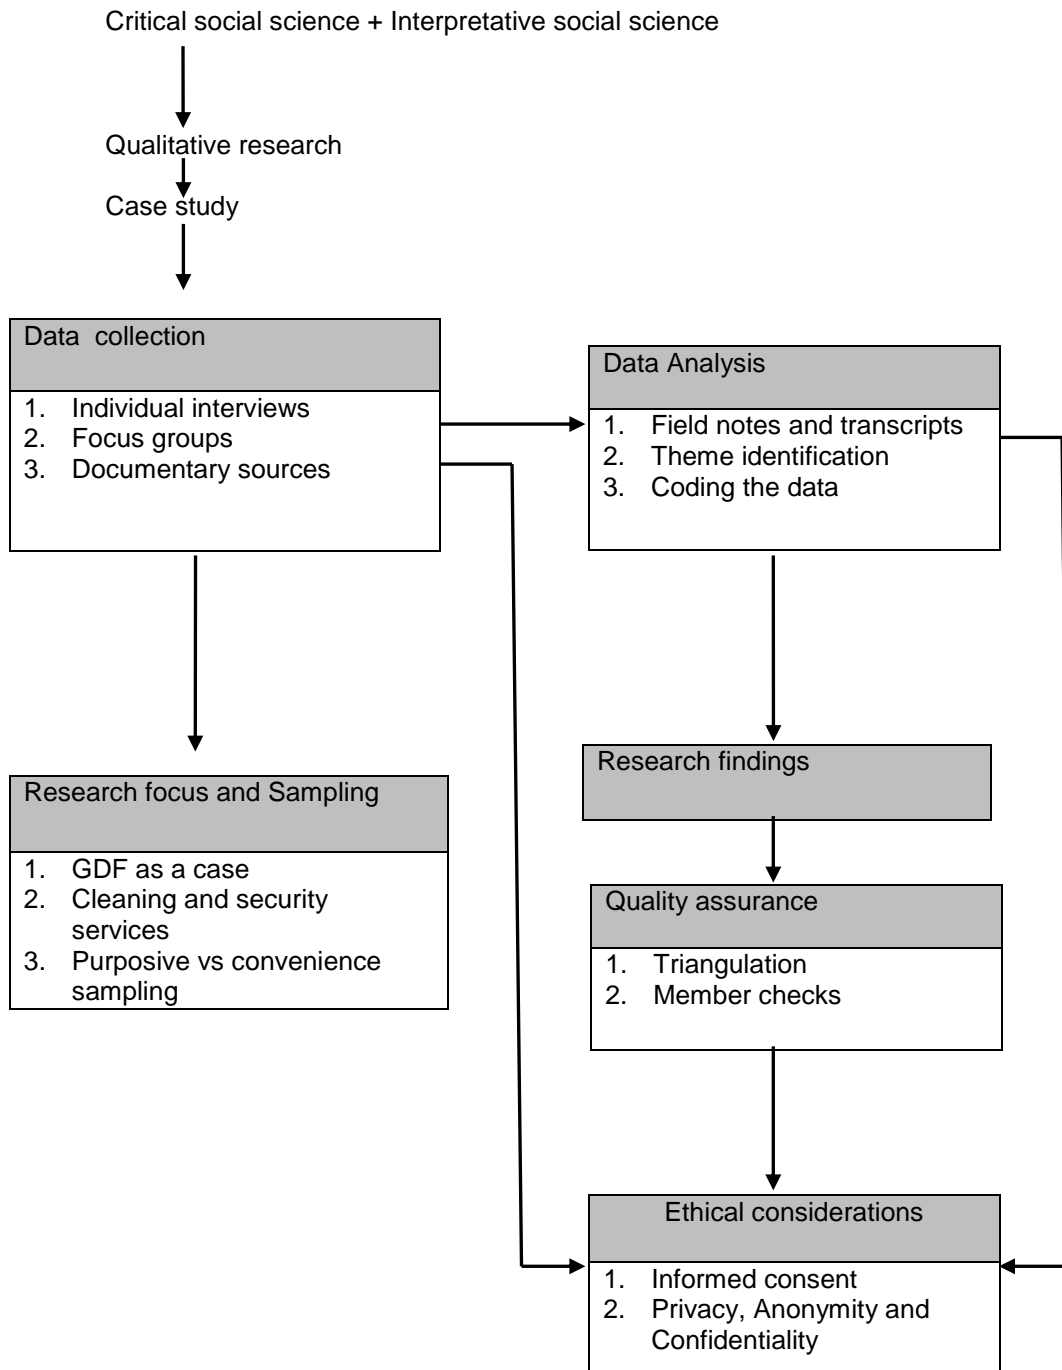 Critical social science + Interpretative social science
Qualitative research
Case study
Data  collection
1. Individual interviews
2. Focus groups
3. Documentary sources
Data Analysis
1. Field notes and transcripts
2. Theme identification
3. Coding the data
Research findings
Research focus and Sampling
1. GDF as a case
2. Cleaning and security
services
3. Purposive vs convenience
sampling
Quality assurance
1. Triangulation
2. Member checks
Ethical considerations
1. Informed consent
2. Privacy, Anonymity and
Confidentiality